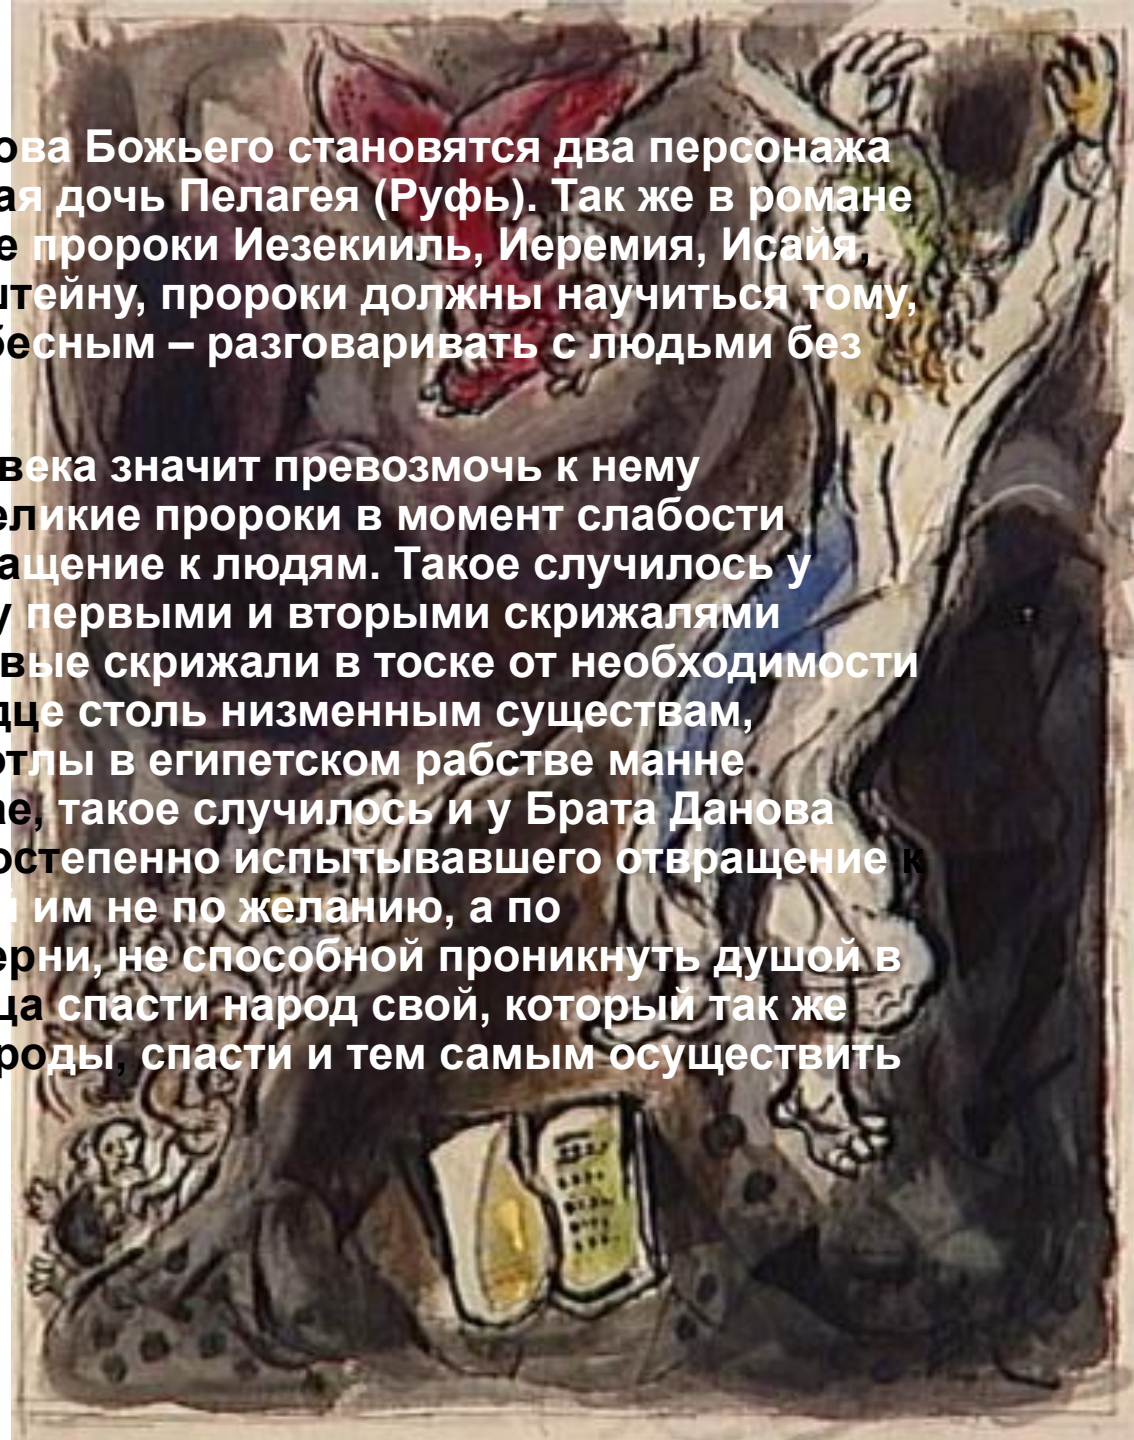 ова Божьего становятся два персонажа
ая дочь Пелагея (Руфь). Так же в романе
е пророки Иезекииль, Иеремия, Исайя,
штейну, пророки должны научиться тому,
бесным – разговаривать с людьми без
века значит превозмочь к нему
еликие пророки в момент слабости
ащение к людям. Такое случилось у
у первыми и вторыми скрижалями
вые скрижали в тоске от необходимости
дце столь низменным существам,
отлы в египетском рабстве манне
ае, такое случилось и у Брата Данова
остепенно испытывавшего отвращение к
й им не по желанию, а по
ерни, не способной проникнуть душой в
ца спасти народ свой, который так же
роды, спасти и тем самым осуществить